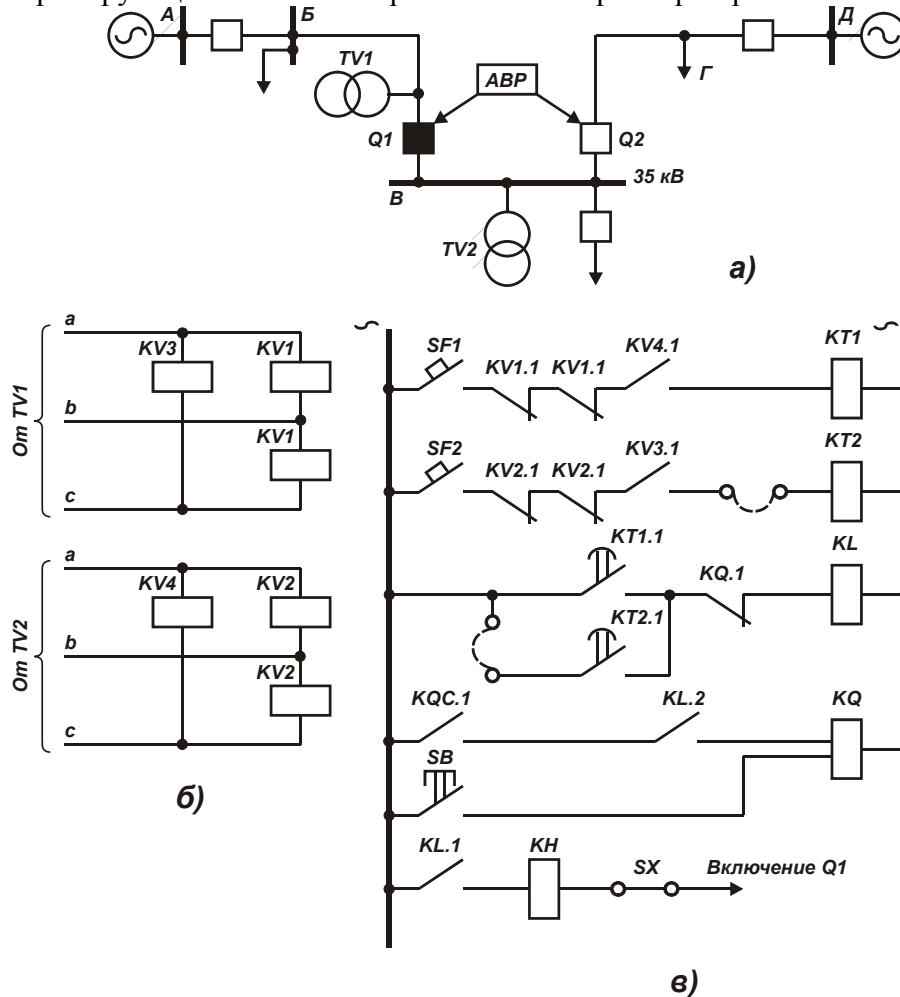 А
Б
Д
TV1
АВР
Г
Q1
Q2
35 кВ
В
TV2
а)
a
KV3
KV1
b
От TV1
KV1
c
a
KV4
KV2
b
От TV2
KV2
c
б)
SF1
KV1.1
KV1.1
KV4.1
KT1
SF2
KV2.1
KV2.1
KV3.1
KT2
KT1.1
KQ.1
KL
KT2.1
KQC.1
KL.2
KQ
SB
KL.1
KH
SX
Включение Q1
в)